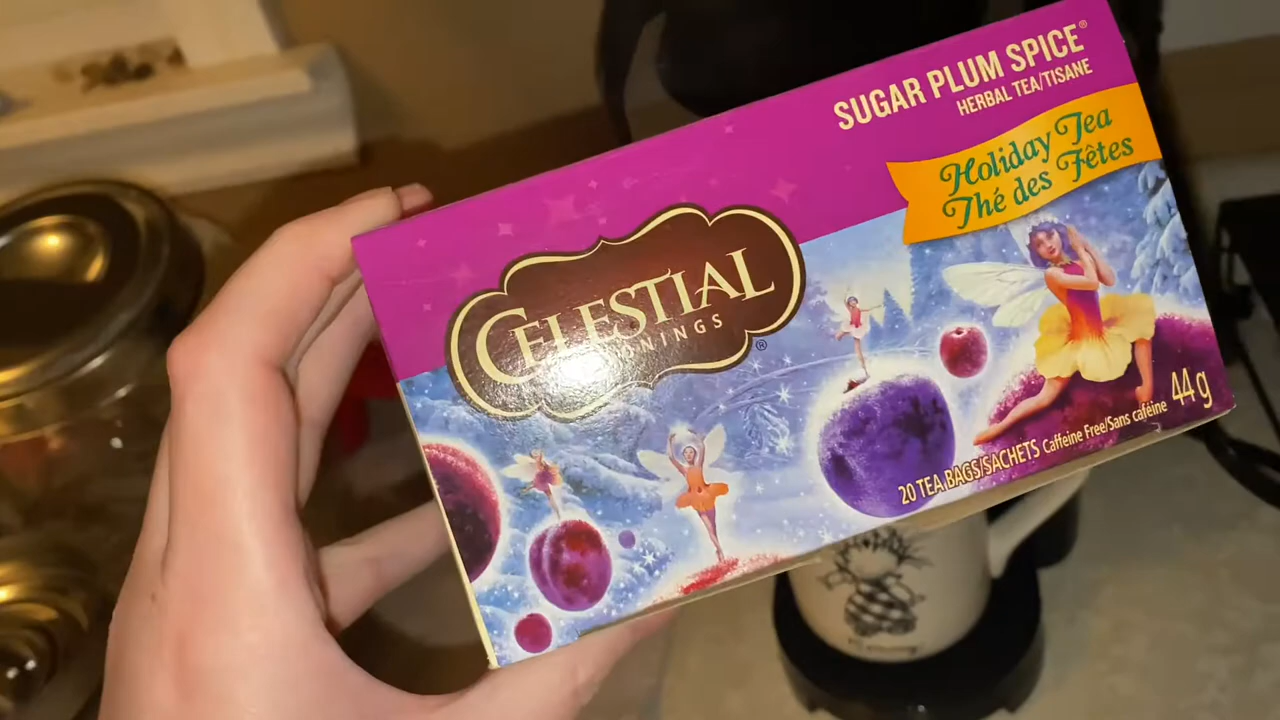 SUGAR PLUM SPICE®
HERBAL TEA/TISANE
Holiday Tea
Thé des Fêtes
CELESTIAL
®
20 TEA BAGS/SACHETS Caffeine Free/Sans caféine 44 g